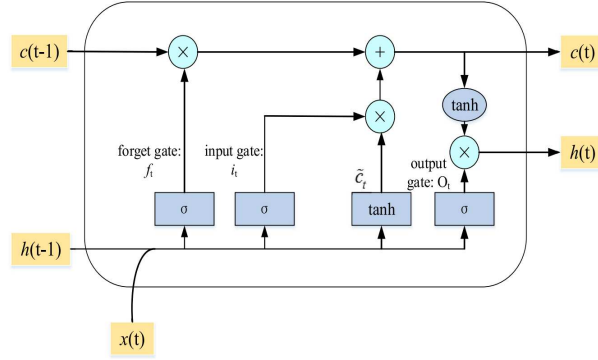 c(t-1)
×
+
c(t)
tanh
forget gate:
f_t
input gate:
i_t
×
c̃_t
output
gate: O_t
×
h(t)
σ
σ
tanh
σ
h(t-1)
x(t)